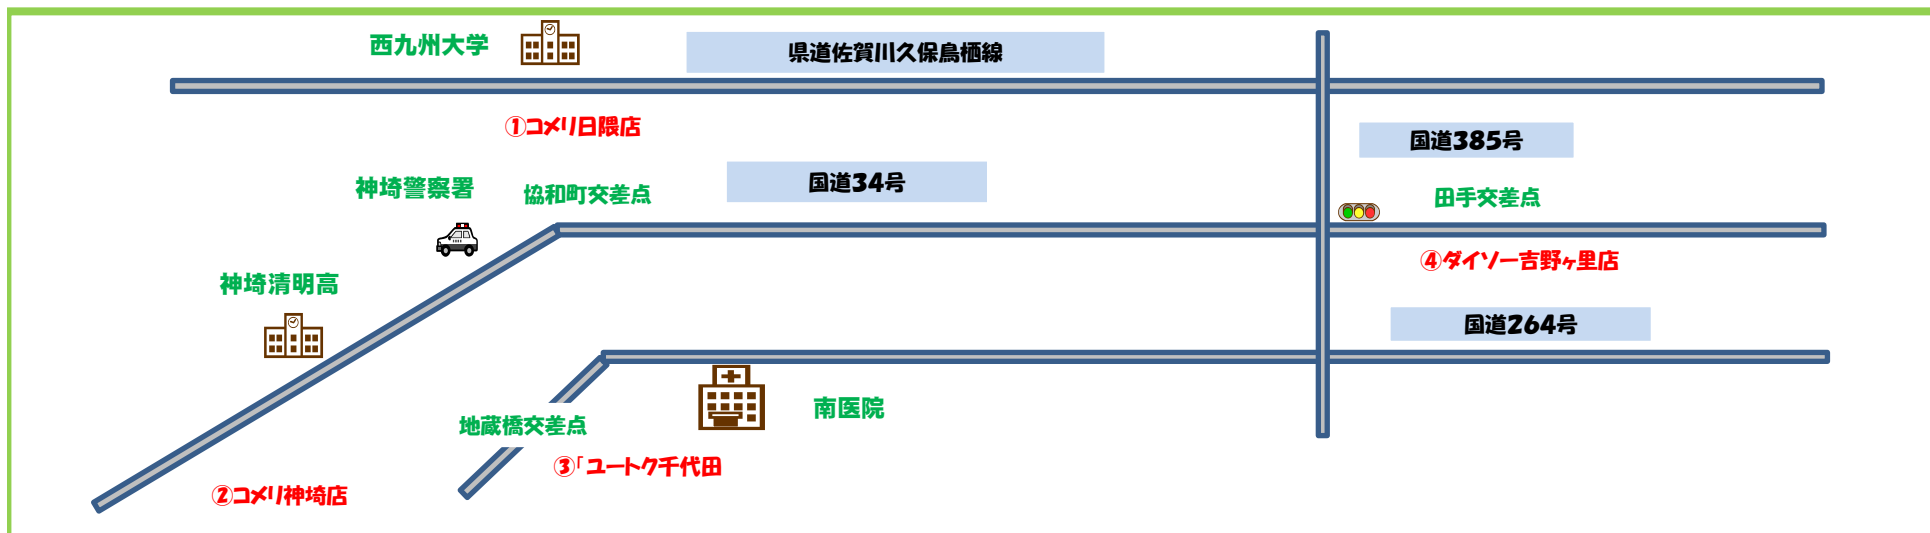 西九州大学
県道佐賀川久保鳥栖線
①コメリ日隈店
国道385号
神埼警察署
協和町交差点
国道34号
田手交差点
④ダイソー吉野ヶ里店
神埼清明高
国道264号
地蔵橋交差点
南医院
③「ユートク千代田
②コメリ神埼店